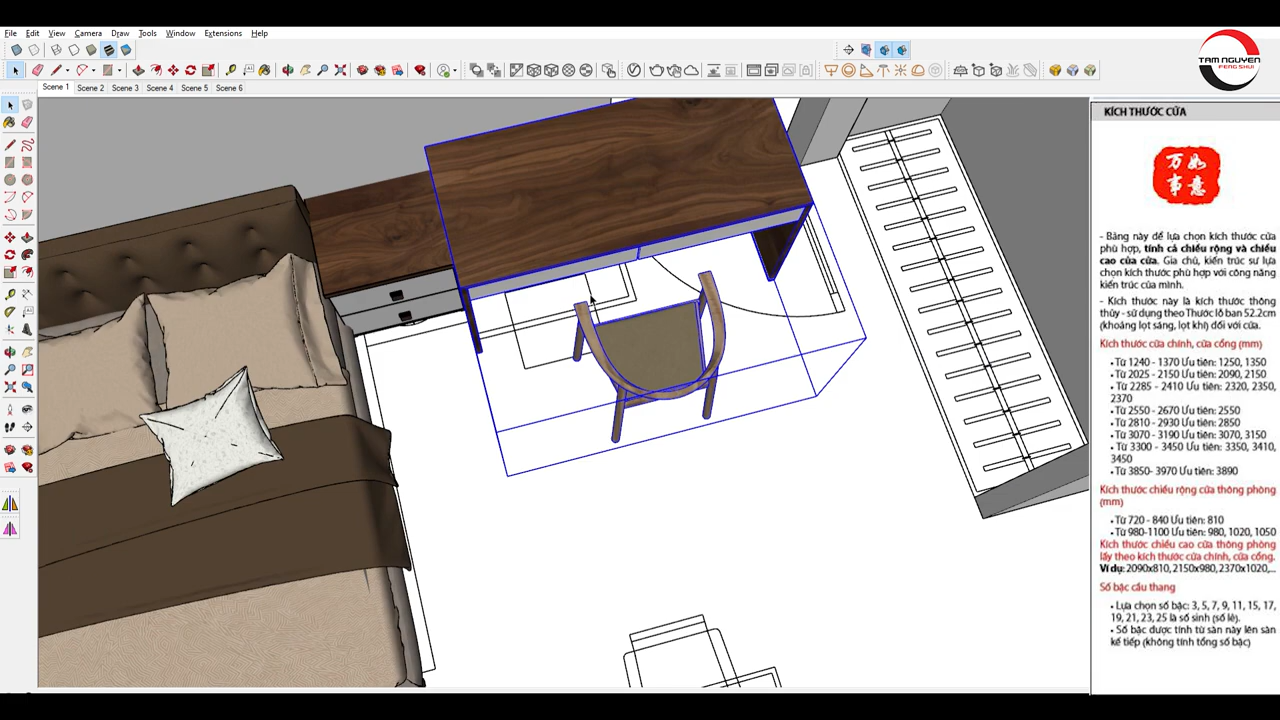 File Edit View Camera Draw Tools Window Extensions Help
TAM NGUYEN
FENG SHUI
Scene 1 Scene 2 Scene 3 Scene 4 Scene 5 Scene 6
KÍCH THƯỚC CỬA
万如
事意
- Bảng này để lựa chọn kích thước cửa
phù hợp, tính cả chiều rộng và chiều
cao của cửa. Gia chủ, kiến trúc sư lựa
chọn kích thước phù hợp với công năng
kiến trúc của mình.
- Kích thước này là kích thước thông
thủy - sử dụng theo Thước lỗ ban 52.2cm
(khoảng lọt sáng, lọt khí) đối với cửa.
Kích thước cửa chính, cửa cổng (mm)
• Từ 1240 - 1370 Ưu tiên: 1250, 1350
• Từ 2025 - 2150 Ưu tiên: 2090, 2150
• Từ 2285 - 2410 Ưu tiên: 2320, 2350,
2370
• Từ 2550 - 2670 Ưu tiên: 2550
• Từ 2810 - 2930 Ưu tiên: 2850
• Từ 3070 - 3190 Ưu tiên: 3070, 3150
• Từ 3300 - 3450 Ưu tiên: 3350, 3410,
3450
• Từ 3850- 3970 Ưu tiên: 3890
Kích thước chiều rộng cửa thông phòng
(mm)
• Từ 720 - 840 Ưu tiên: 810
• Từ 980-1100 Ưu tiên: 980, 1020, 1050
Kích thước chiều cao cửa thông phòng
lấy theo kích thước cửa chính, cửa cổng.
Ví dụ: 2090x810, 2150x980, 2370x1020,...
Số bậc cầu thang
• Lựa chọn số bậc: 3, 5, 7, 9, 11, 15, 17,
19, 21, 23, 25 là số sinh (số lẻ).
• Số bậc được tính từ sàn này lên sàn
kế tiếp (không tính tổng số bậc)